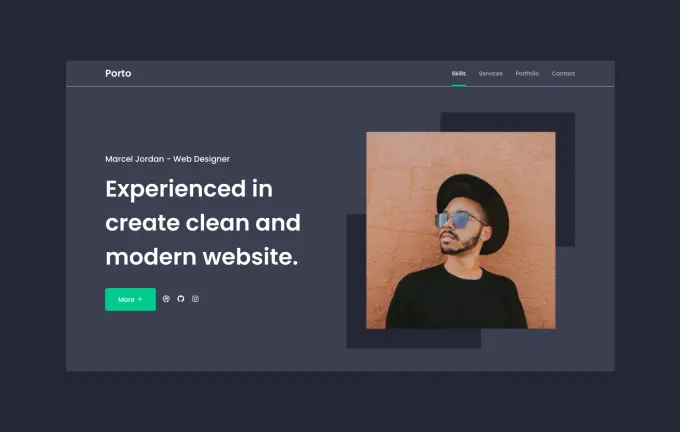 Porto
Skills Services Portfolio Contact
Marcel Jordan - Web Designer
Experienced in
create clean and
modern website.
More